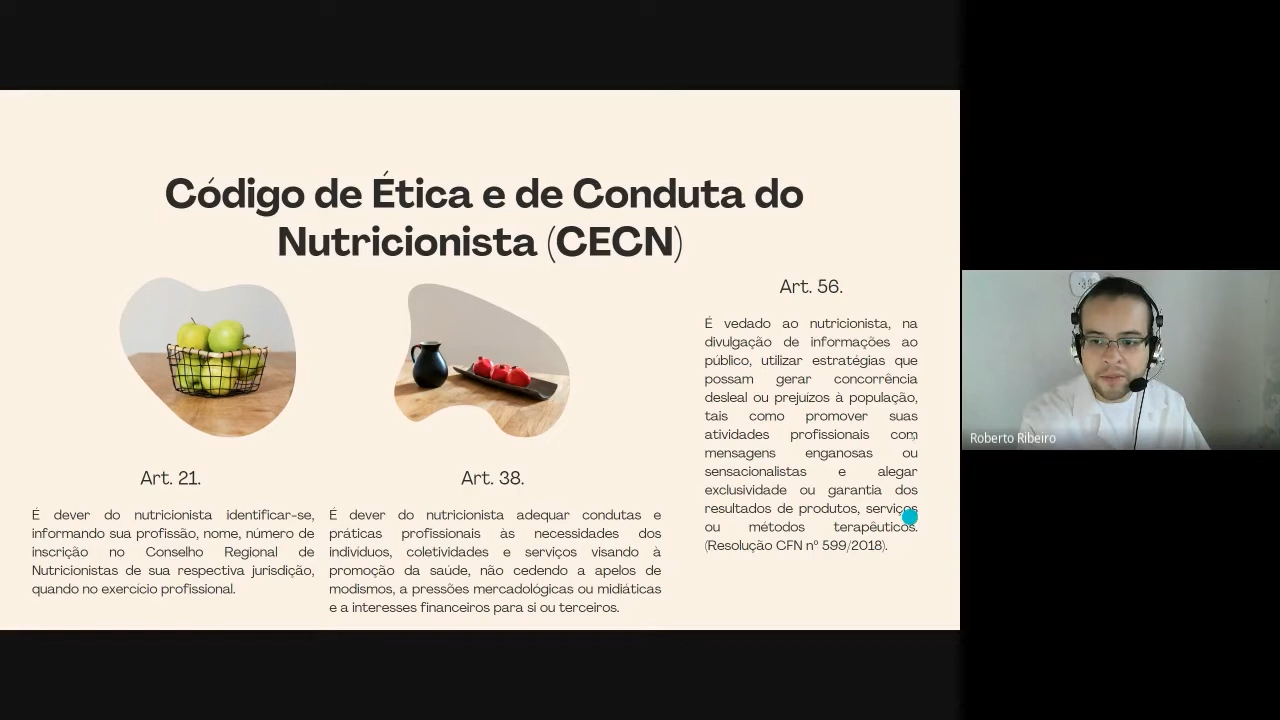 Código de Ética e de Conduta do
Nutricionista (CECN)
Art. 21.
É dever do nutricionista identificar-se,
informando sua profissão, nome, número de
inscrição no Conselho Regional de
Nutricionistas de sua respectiva jurisdição,
quando no exercício profissional.
Art. 38.
É dever do nutricionista adequar condutas e
práticas profissionais às necessidades dos
indivíduos, coletividades e serviços visando à
promoção da saúde, não cedendo a apelos de
modismos, a pressões mercadológicas ou midiáticas
e a interesses financeiros para si ou terceiros.
Art. 56.
É vedado ao nutricionista, na
divulgação de informações ao
público, utilizar estratégias que
possam gerar concorrência
desleal ou prejuízos à população,
tais como promover suas
atividades profissionais com
mensagens enganosas ou
sensacionalistas e alegar
exclusividade ou garantia dos
resultados de produtos, serviços
ou métodos terapêuticos.
(Resolução CFN nº 599/2018).
Roberto Ribeiro